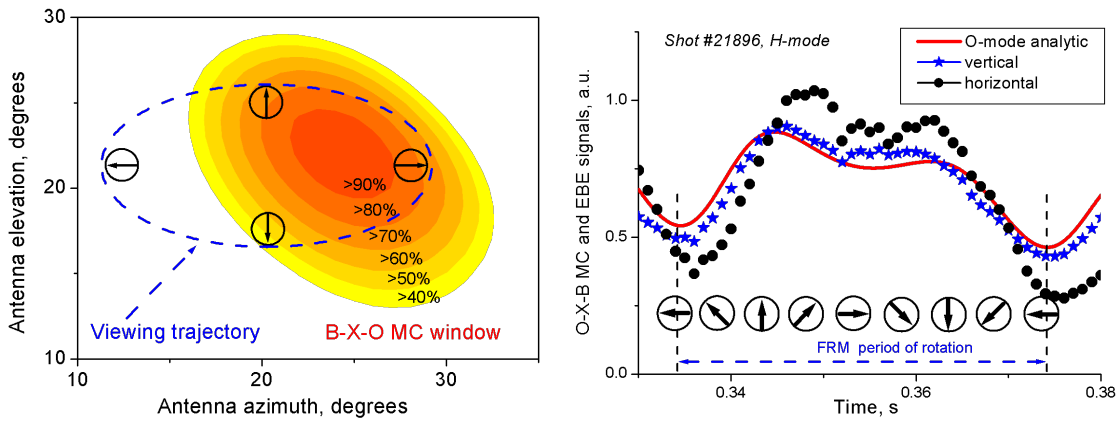 30
20
10
10
20
30
Antenna elevation, degrees
Antenna azimuth, degrees
>90%
>80%
>70%
>60%
>50%
>40%
Viewing trajectory
B-X-O MC window
Shot #21896, H-mode
O-mode analytic
vertical
horizontal
1.0
0.5
0.0
O-X-B MC and EBE signals, a.u.
FRM period of rotation
0.34
0.36
0.38
Time, s